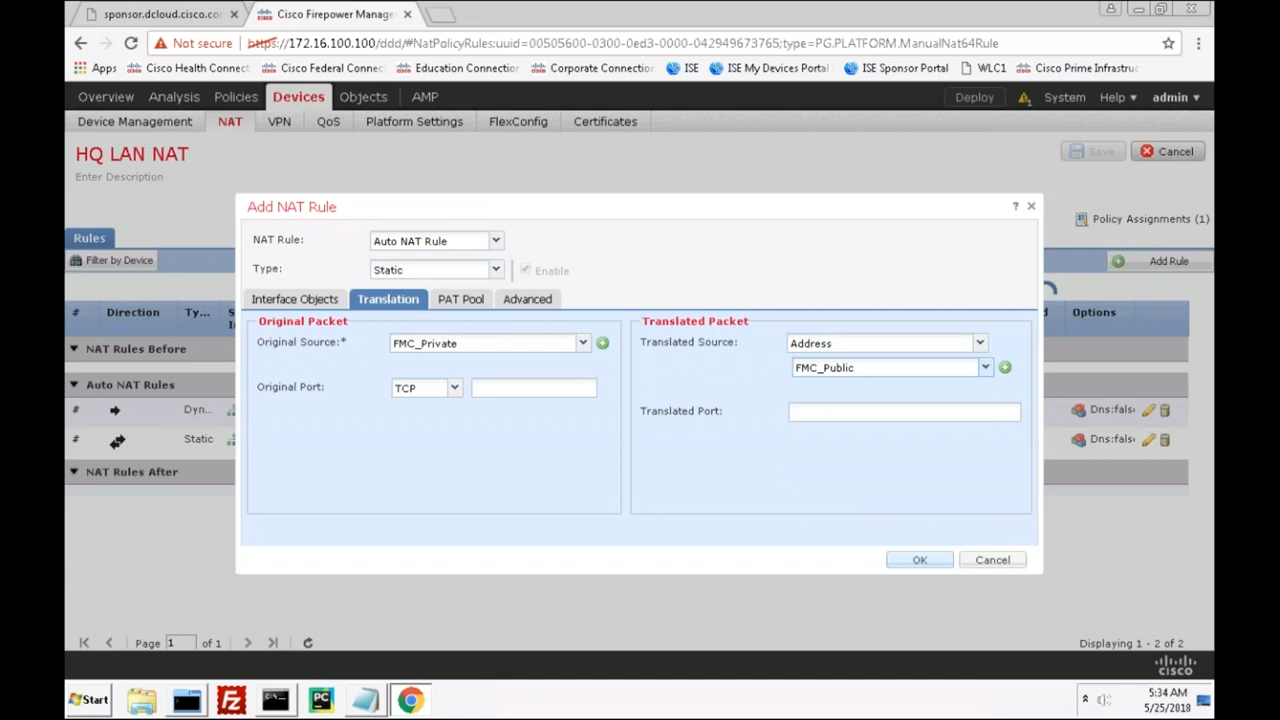 sponsor.dcloud.cisco.co
Cisco Firepower Manage
Not secure https://172.16.100.100/ddd/#NatPolicyRules;uuid=00505600-0300-0ed3-0000-042949673765;type=PG.PLATFORM.ManualNat64Rule
Apps Cisco Health Connect Cisco Federal Connec Education Connection Corporate Connection ISE ISE My Devices Portal ISE Sponsor Portal WLC1 Cisco Prime Infrastruc
Overview Analysis Policies Devices Objects AMP Deploy System Help admin
Device Management NAT VPN QoS Platform Settings FlexConfig Certificates
HQ LAN NAT
Save Cancel
Enter Description
Policy Assignments (1)
Rules
Filter by Device
Add Rule
# Direction Ty... Options
NAT Rules Before
Auto NAT Rules
# Dyn... Dns:fals
# Static Dns:fals
NAT Rules After
Add NAT Rule
? ×
NAT Rule: Auto NAT Rule
Type: Static Enable
Interface Objects Translation PAT Pool Advanced
Original Packet
Original Source:* FMC_Private
Original Port: TCP
Translated Packet
Translated Source: Address
FMC_Public
Translated Port:
OK Cancel
Page 1 of 1
Displaying 1 - 2 of 2
CISCO
Start
PC
5:34 AM
5/25/2018